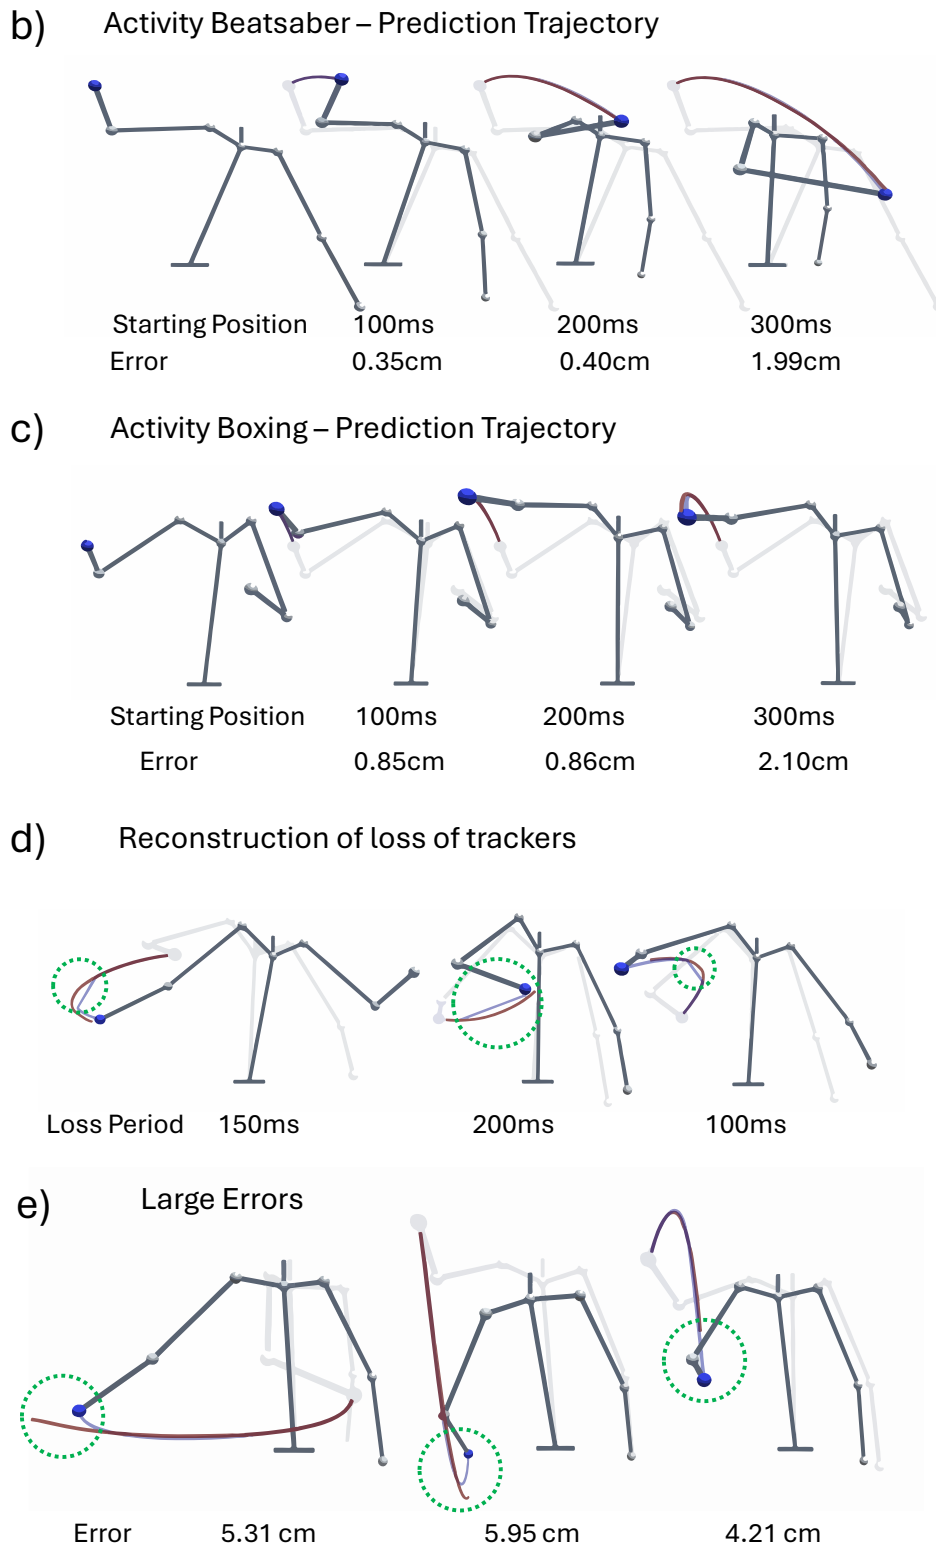 b) Activity Beatsaber – Prediction Trajectory
Starting Position 100ms 200ms 300ms
Error 0.35cm 0.40cm 1.99cm
c) Activity Boxing – Prediction Trajectory
Starting Position 100ms 200ms 300ms
Error 0.85cm 0.86cm 2.10cm
d) Reconstruction of loss of trackers
Loss Period 150ms 200ms 100ms
e) Large Errors
Error 5.31 cm 5.95 cm 4.21 cm